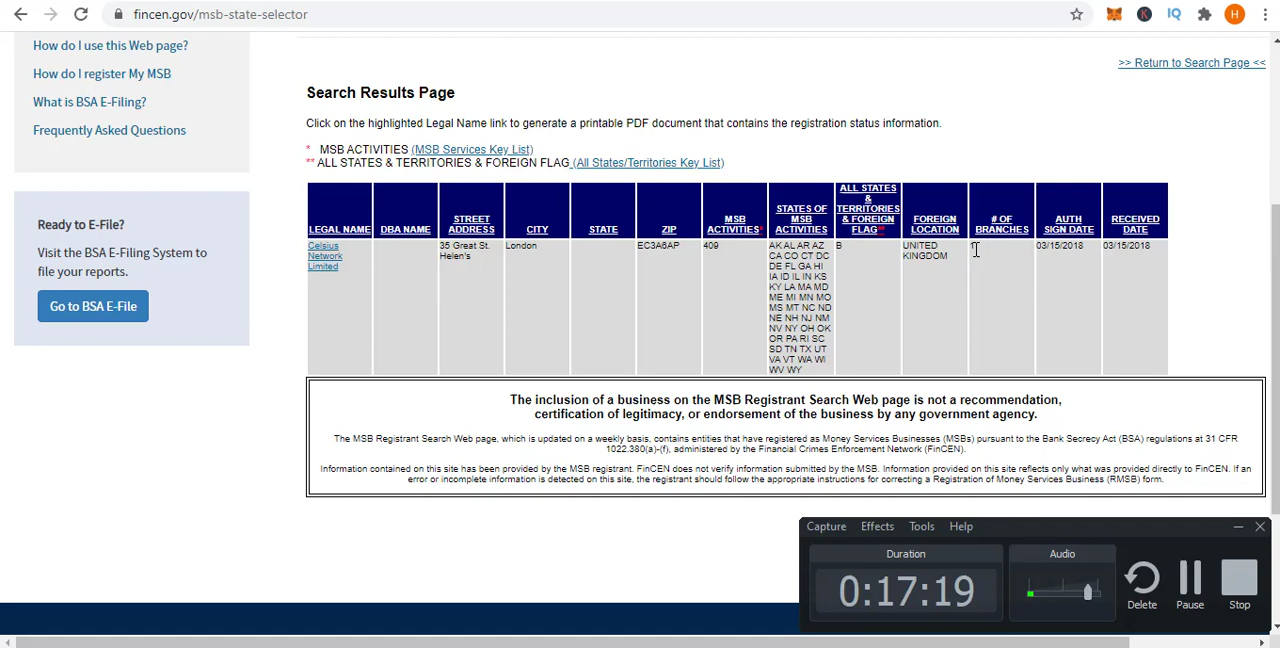 fincen.gov/msb-state-selector
How do I use this Web page?
How do I register My MSB
What is BSA E-Filing?
Frequently Asked Questions
Ready to E-File?
Visit the BSA E-Filing System to
file your reports.
Go to BSA E-File
>> Return to Search Page <<
Search Results Page
Click on the highlighted Legal Name link to generate a printable PDF document that contains the registration status information.
* MSB ACTIVITIES (MSB Services Key List)
** ALL STATES & TERRITORIES & FOREIGN FLAG (All States/Territories Key List)
LEGAL NAME
DBA NAME
STREET
ADDRESS
CITY
STATE
ZIP
MSB
ACTIVITIES*
STATES OF
MSB
ACTIVITIES
ALL STATES
&
TERRITORIES
& FOREIGN
FLAG**
FOREIGN
LOCATION
# OF
BRANCHES
AUTH
SIGN DATE
RECEIVED
DATE
Celsius
Network
Limited
35 Great St.
Helen's
London
EC3A6AP
409
AK AL AR AZ
CA CO CT DC
DE FL GA HI
IA ID IL IN KS
KY LA MA MD
ME MI MN MO
MS MT NC ND
NE NH NJ NM
NV NY OH OK
OR PA RI SC
SD TN TX UT
VA VT WA WI
WV WY
B
UNITED
KINGDOM
03/15/2018
03/15/2018
The inclusion of a business on the MSB Registrant Search Web page is not a recommendation,
certification of legitimacy, or endorsement of the business by any government agency.
The MSB Registrant Search Web page, which is updated on a weekly basis, contains entities that have registered as Money Services Businesses (MSBs) pursuant to the Bank Secrecy Act (BSA) regulations at 31 CFR
1022.380(a)-(f), administered by the Financial Crimes Enforcement Network (FinCEN).
Information contained on this site has been provided by the MSB registrant. FinCEN does not verify information submitted by the MSB. Information provided on this site reflects only what was provided directly to FinCEN. If an
error or incomplete information is detected on this site, the registrant should follow the appropriate instructions for correcting a Registration of Money Services Business (RMSB) form.
Capture Effects Tools Help
Duration
0:17:19
Audio
Delete
Pause
Stop
K
IQ
H